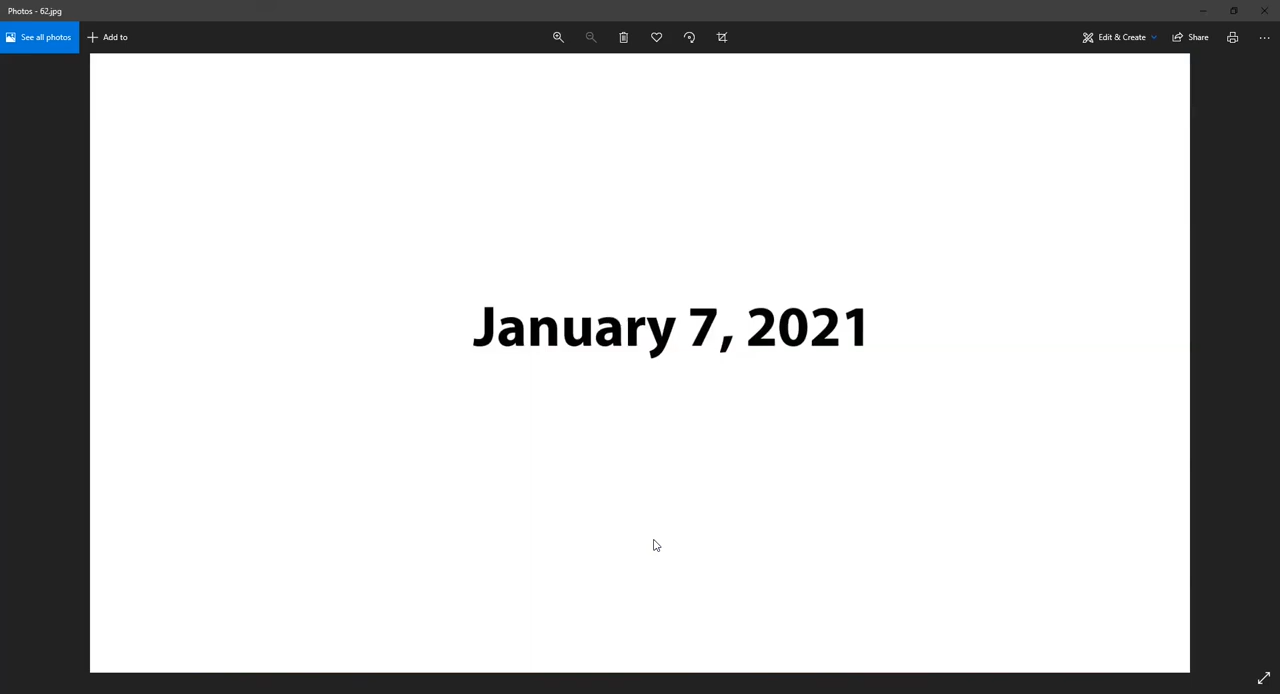 Photos - 62.jpg
See all photos
Add to
Edit & Create
Share
January 7, 2021